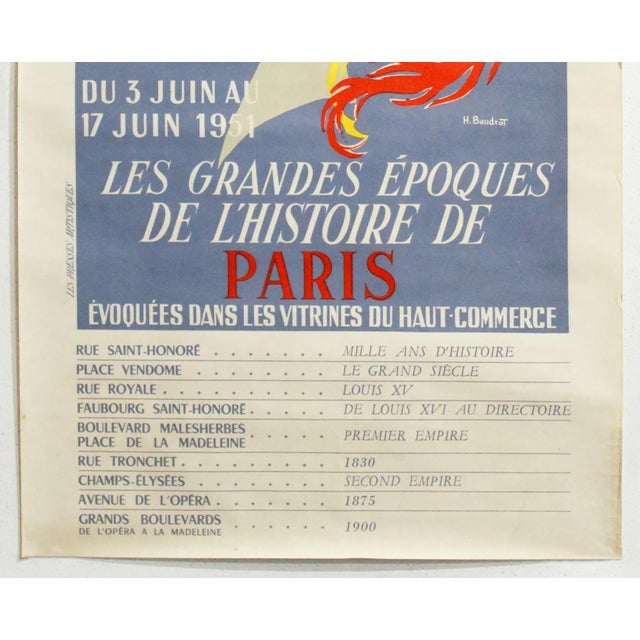 DU 3 JUIN AU
17 JUIN 1951
H. Baudrot
LES GRANDES ÉPOQUES
DE L'HISTOIRE DE
PARIS
ÉVOQUÉES DANS LES VITRINES DU HAUT-COMMERCE
LES PRESSES ARTISTIQUES
RUE SAINT-HONORÉ . . . . . . . MILLE ANS D'HISTOIRE
PLACE VENDOME . . . . . . . LE GRAND SIÈCLE
RUE ROYALE . . . . . . . . . LOUIS XV
FAUBOURG SAINT-HONORÉ . . . . . DE LOUIS XVI AU DIRECTOIRE
BOULEVARD MALESHERBES
PLACE DE LA MADELEINE . . . . . PREMIER EMPIRE
RUE TRONCHET . . . . . . . . 1830
CHAMPS-ÉLYSÉES . . . . . . . SECOND EMPIRE
AVENUE DE L'OPÉRA . . . . . . 1875
GRANDS BOULEVARDS . . . . . . 1900
DE L'OPÉRA A LA MADELEINE